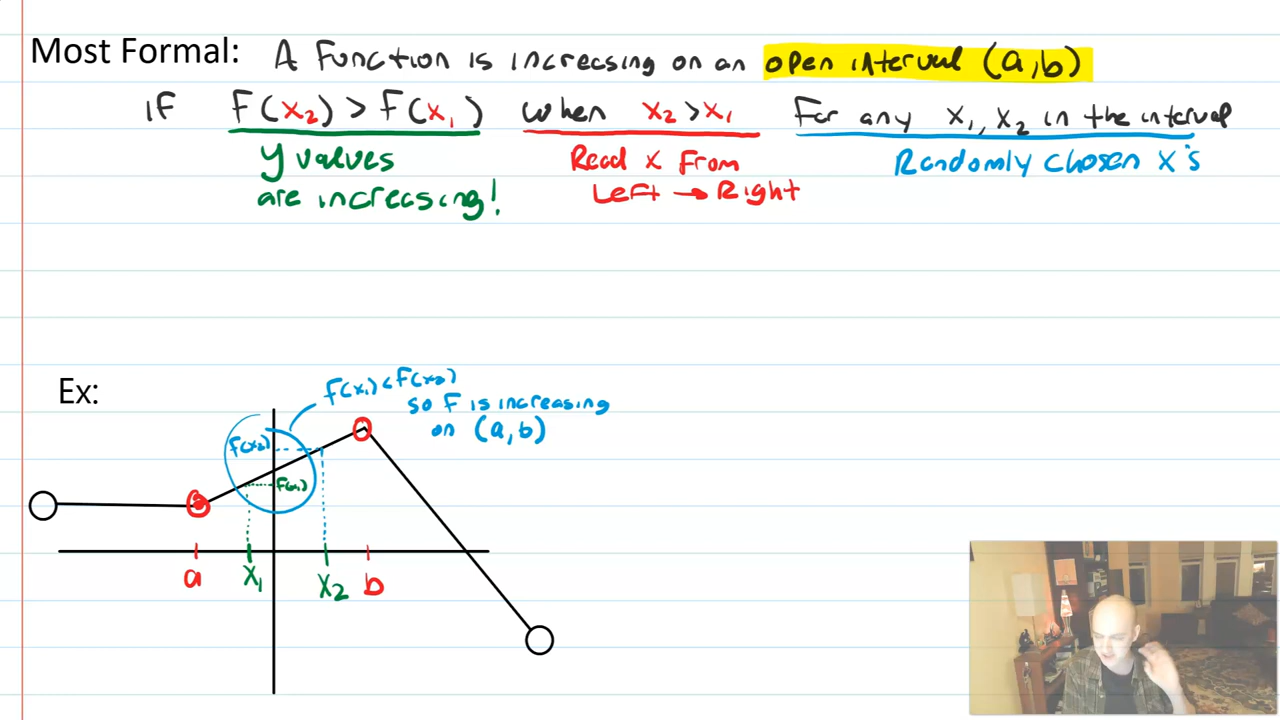 Most Formal: A Function is increasing on an open interval (a,b)
IF F(x₂) > F(x₁) when x₂ > x₁ For any x₁, x₂ in the interval
y values Read x From Randomly chosen x's
are increasing! Left → Right
Ex:
F(x₁) < F(x₂)
so F is increasing
on (a,b)
f(x₂)
f(x₁)
a x₁ x₂ b